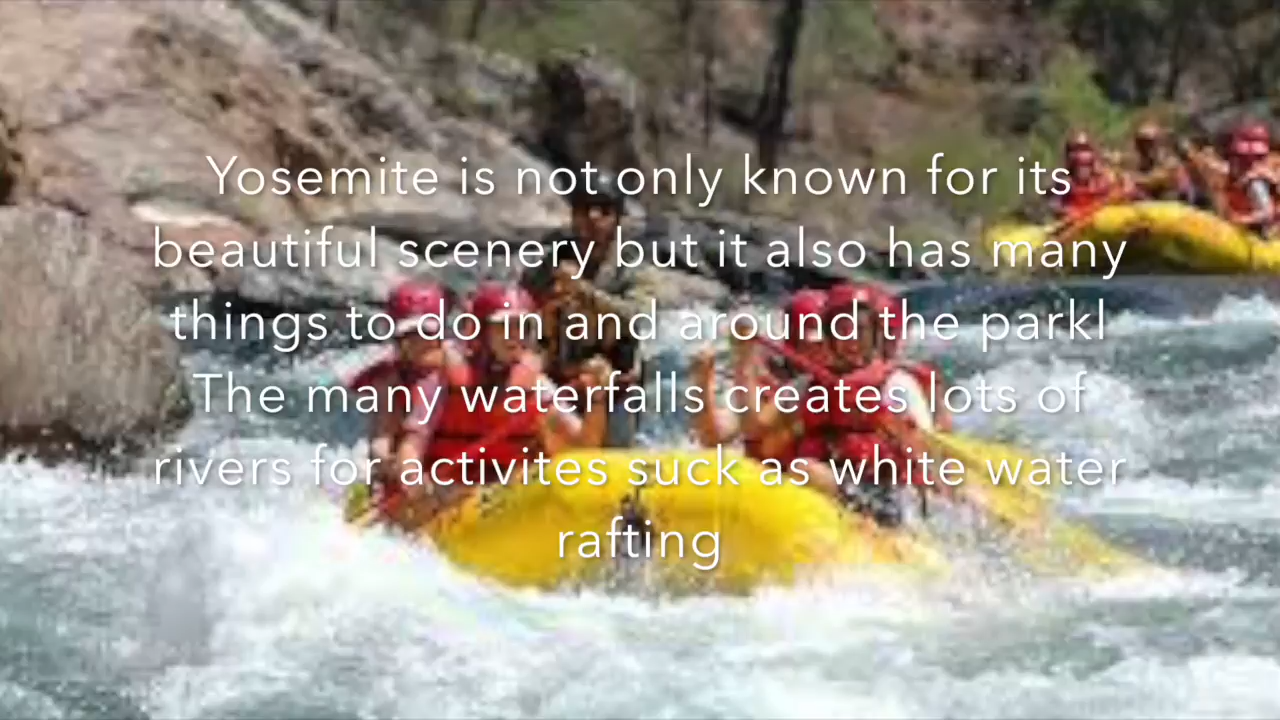 Yosemite is not only known for its
beautiful scenery but it also has many
things to do in and around the parkl
The many waterfalls creates lots of
rivers for activites suck as white water
rafting